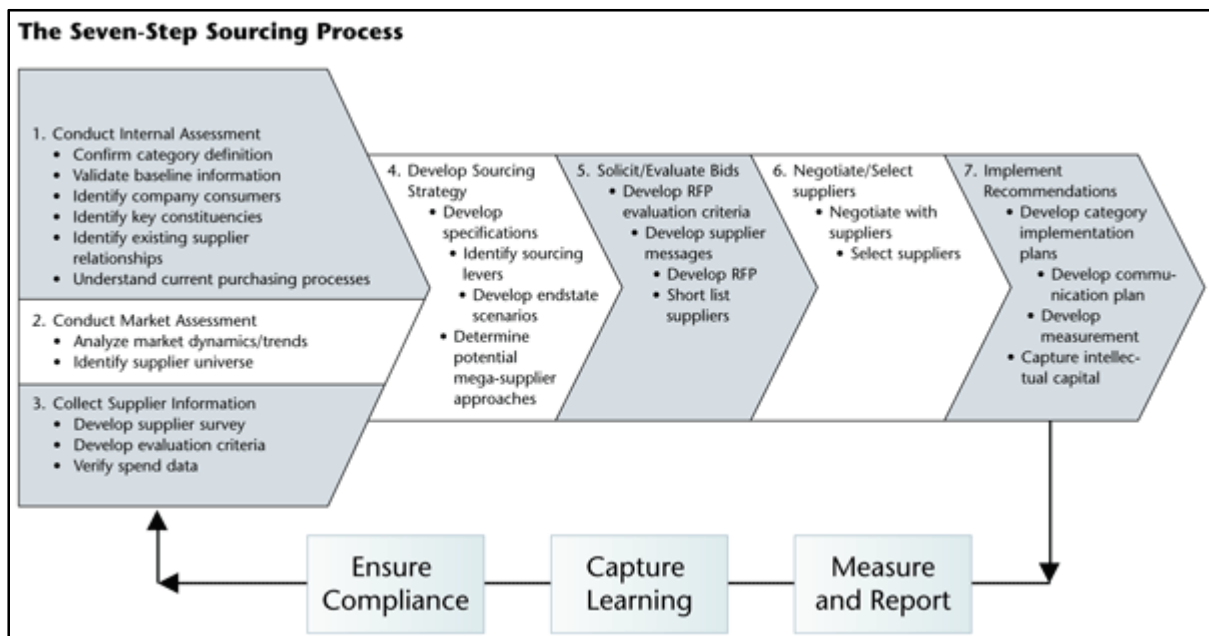 The Seven-Step Sourcing Process
1. Conduct Internal Assessment
• Confirm category definition
• Validate baseline information
• Identify company consumers
• Identify key constituencies
• Identify existing supplier
relationships
• Understand current purchasing processes
2. Conduct Market Assessment
• Analyze market dynamics/trends
• Identify supplier universe
3. Collect Supplier Information
• Develop supplier survey
• Develop evaluation criteria
• Verify spend data
4. Develop Sourcing
Strategy
• Develop
specifications
• Identify sourcing
levers
• Develop endstate
scenarios
• Determine
potential
mega-supplier
approaches
5. Solicit/Evaluate Bids
• Develop RFP
evaluation criteria
• Develop supplier
messages
• Develop RFP
• Short list
suppliers
6. Negotiate/Select
suppliers
• Negotiate with
suppliers
• Select suppliers
7. Implement
Recommendations
• Develop category
implementation
plans
• Develop commu-
nication plan
• Develop
measurement
• Capture intellec-
tual capital
Ensure
Compliance
Capture
Learning
Measure
and Report